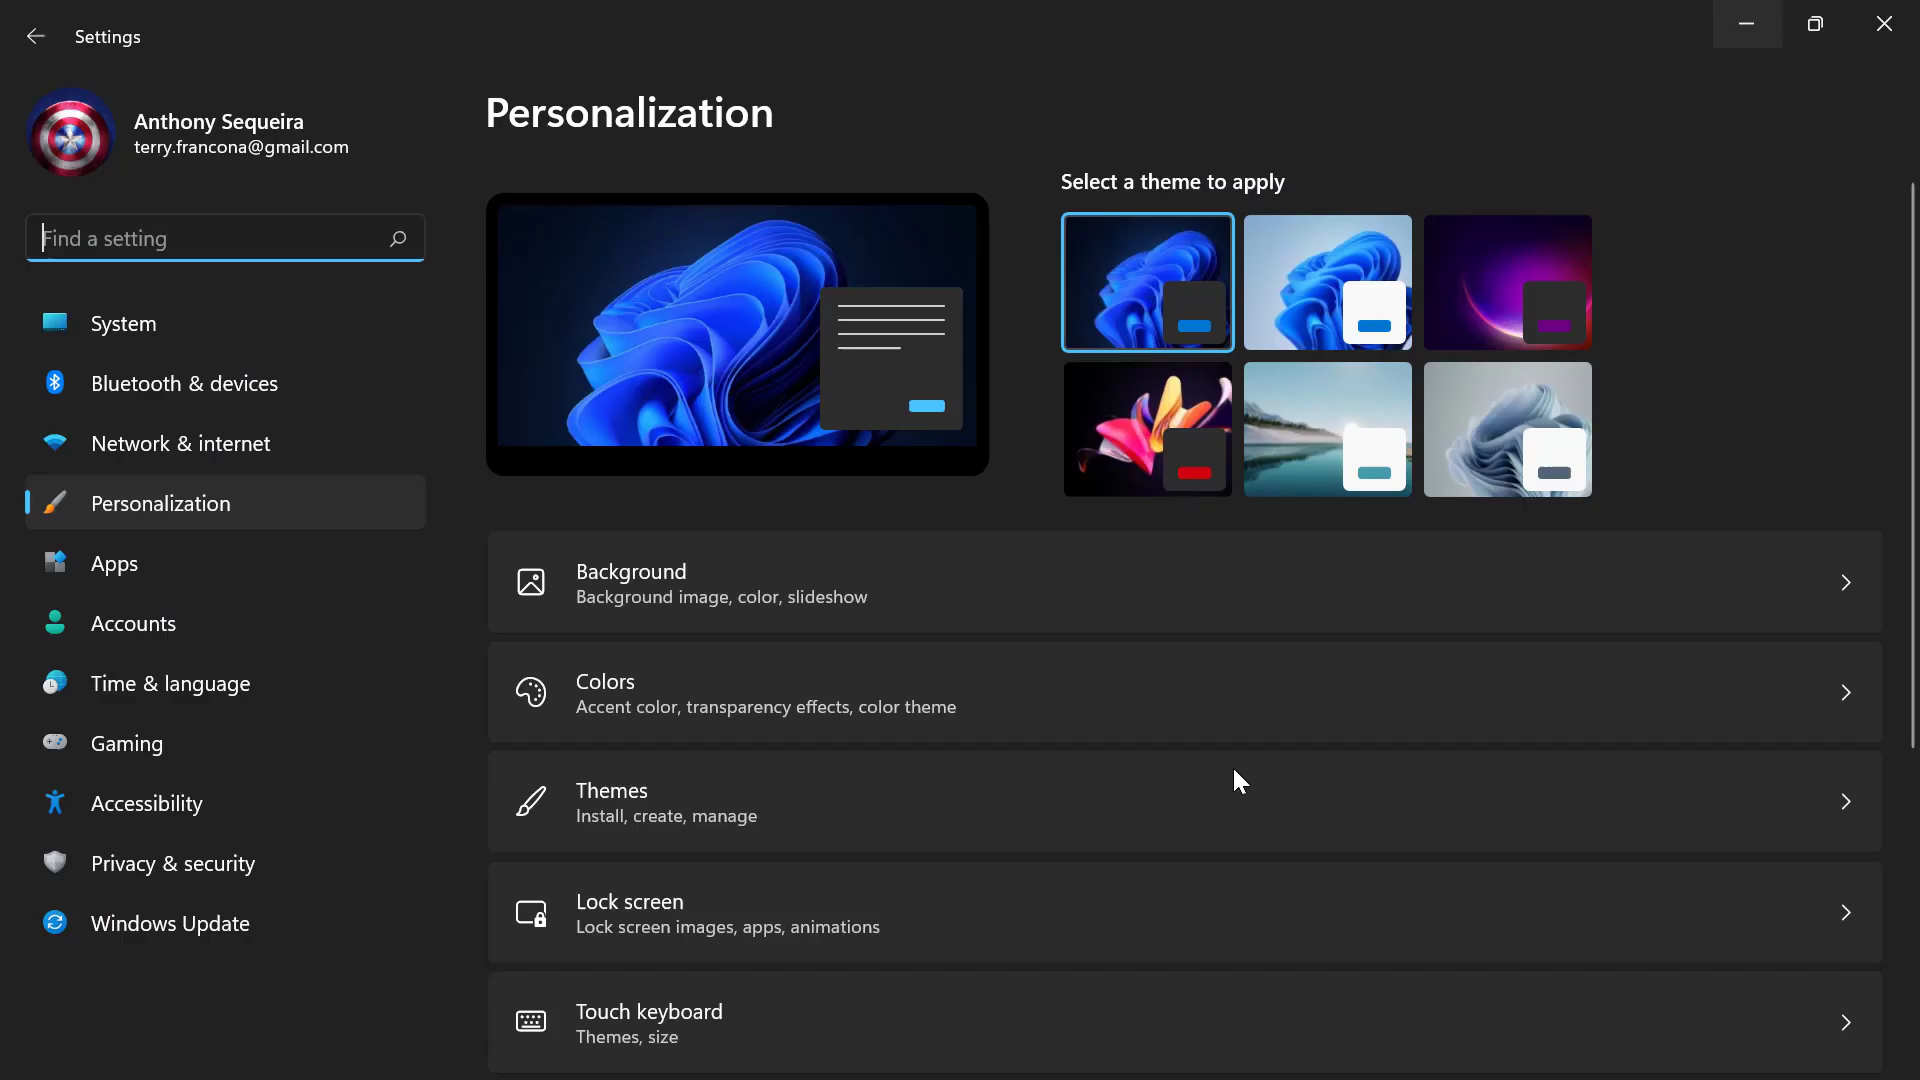 Settings
Anthony Sequeira
terry.francona@gmail.com
Find a setting
System
Bluetooth & devices
Network & internet
Personalization
Apps
Accounts
Time & language
Gaming
Accessibility
Privacy & security
Windows Update
Personalization
Select a theme to apply
Background
Background image, color, slideshow
Colors
Accent color, transparency effects, color theme
Themes
Install, create, manage
Lock screen
Lock screen images, apps, animations
Touch keyboard
Themes, size